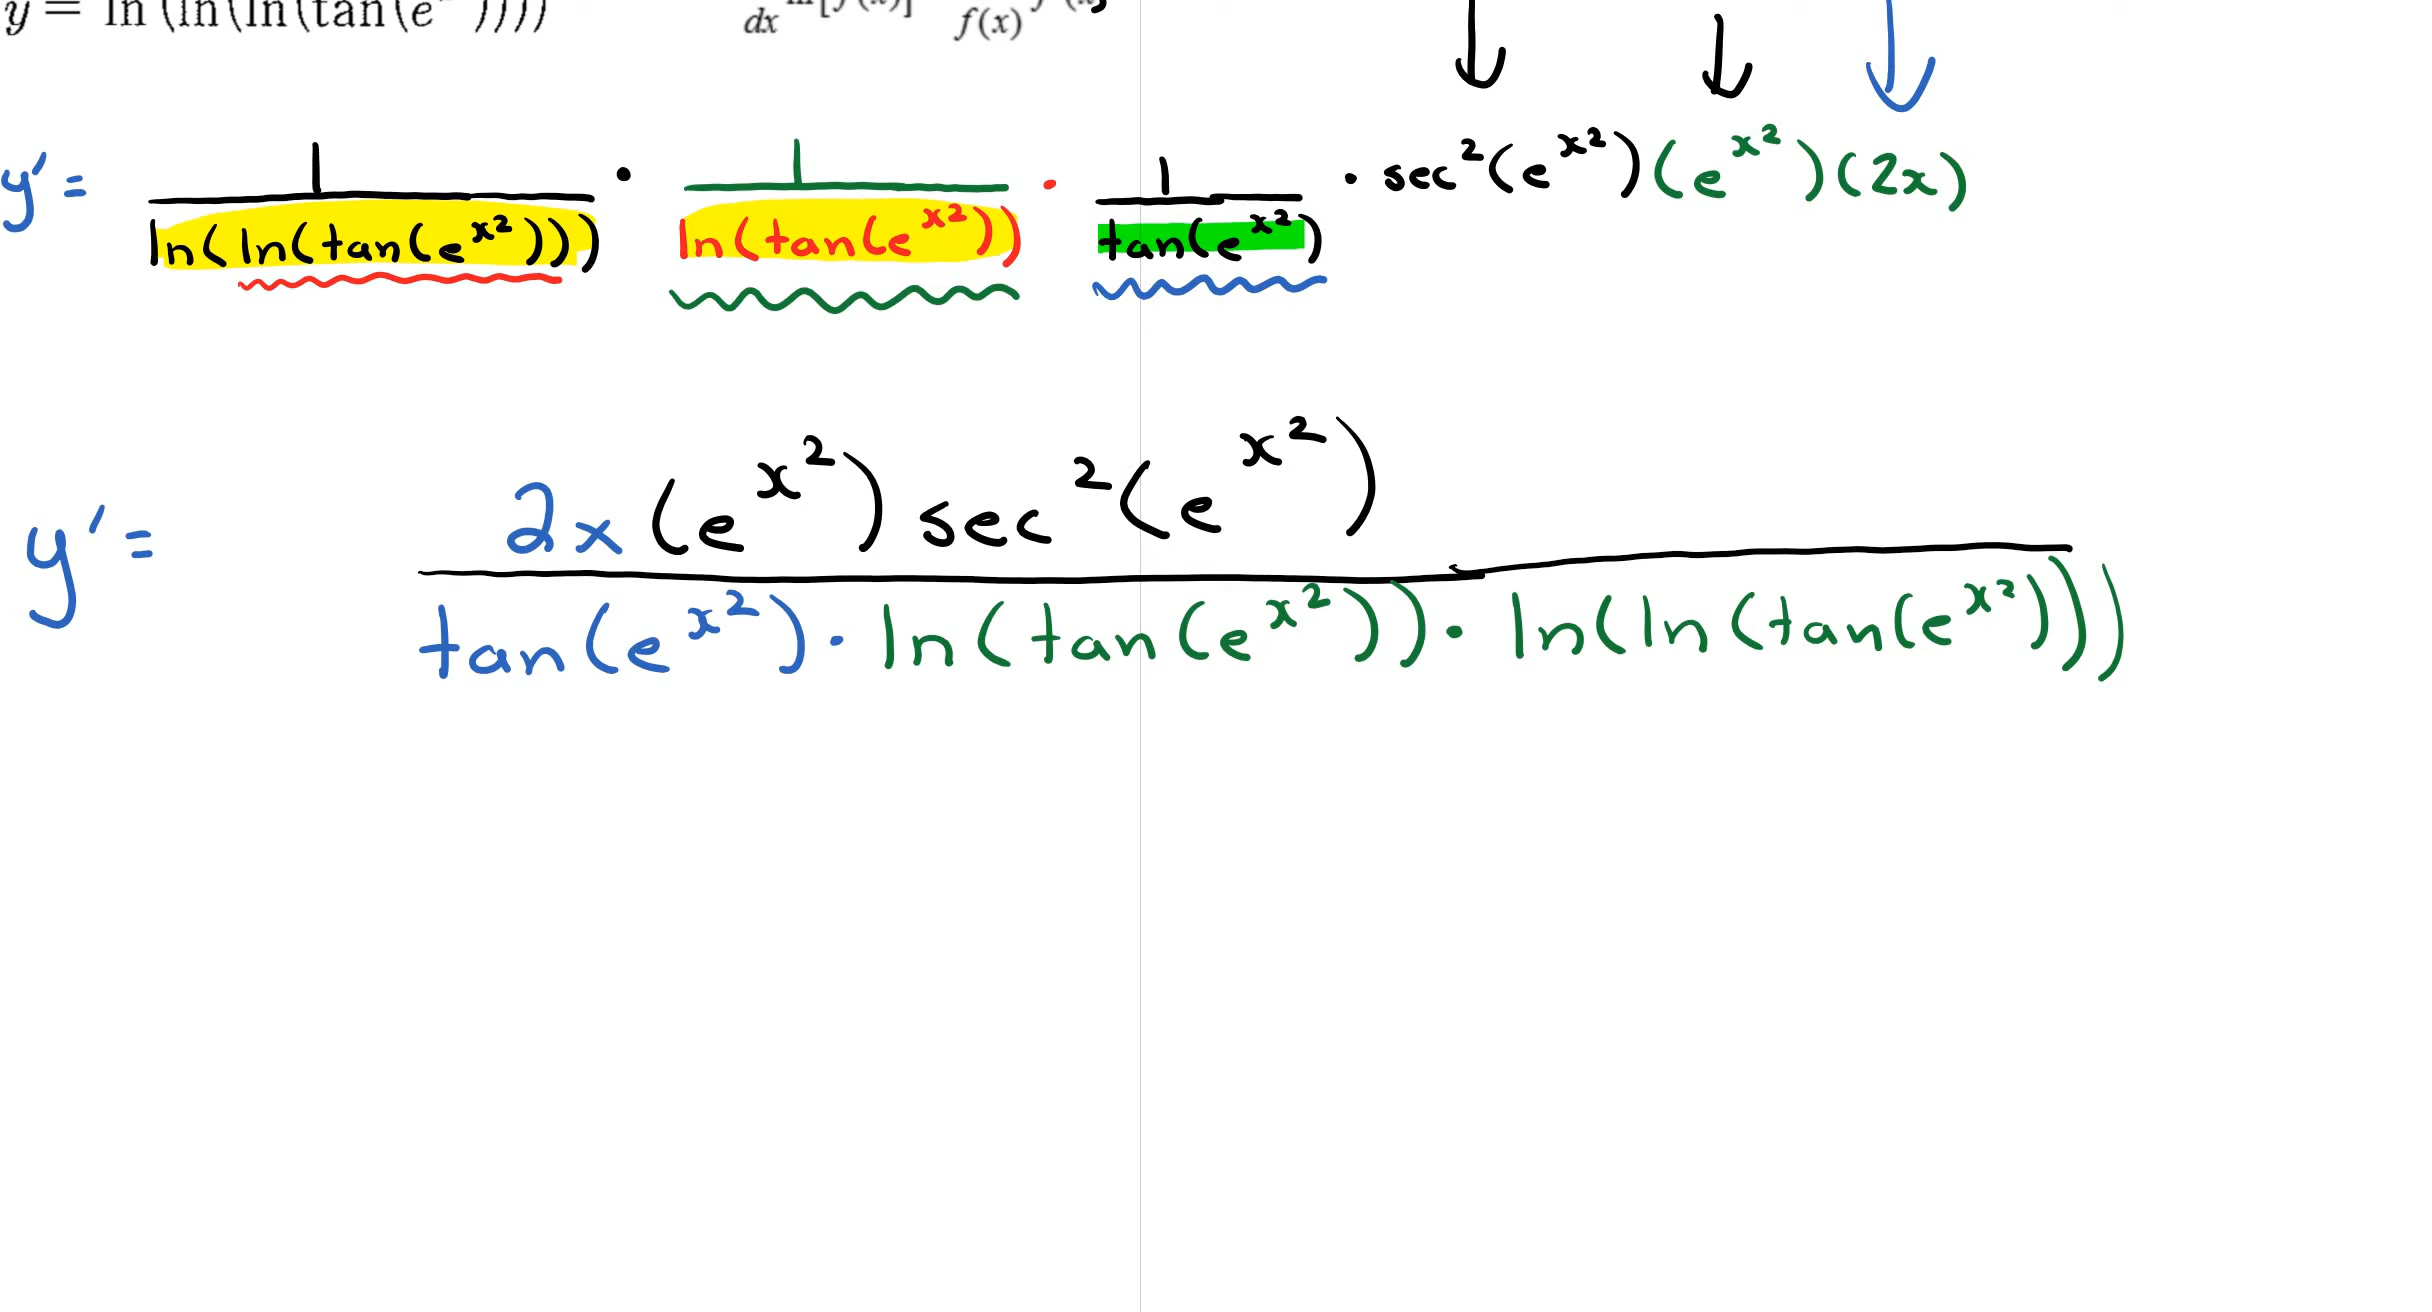 y = ln (ln(ln(tan(e
dx f(x)
y' = 1/ln(ln(tan(e^x²))) · 1/ln(tan(e^x²)) · 1/tan(e^x²) · sec²(e^x²)(e^x²)(2x)
y' = 2x(e^x²)sec²(e^x²)
tan(e^x²) · ln(tan(e^x²)) · ln(ln(tan(e^x²)))